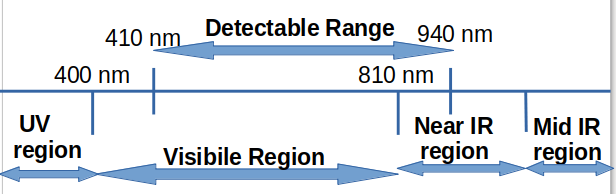 Detectable Range
410 nm
940 nm
400 nm
810 nm
UV
region
Visibile Region
Near IR
region
Mid IR
region